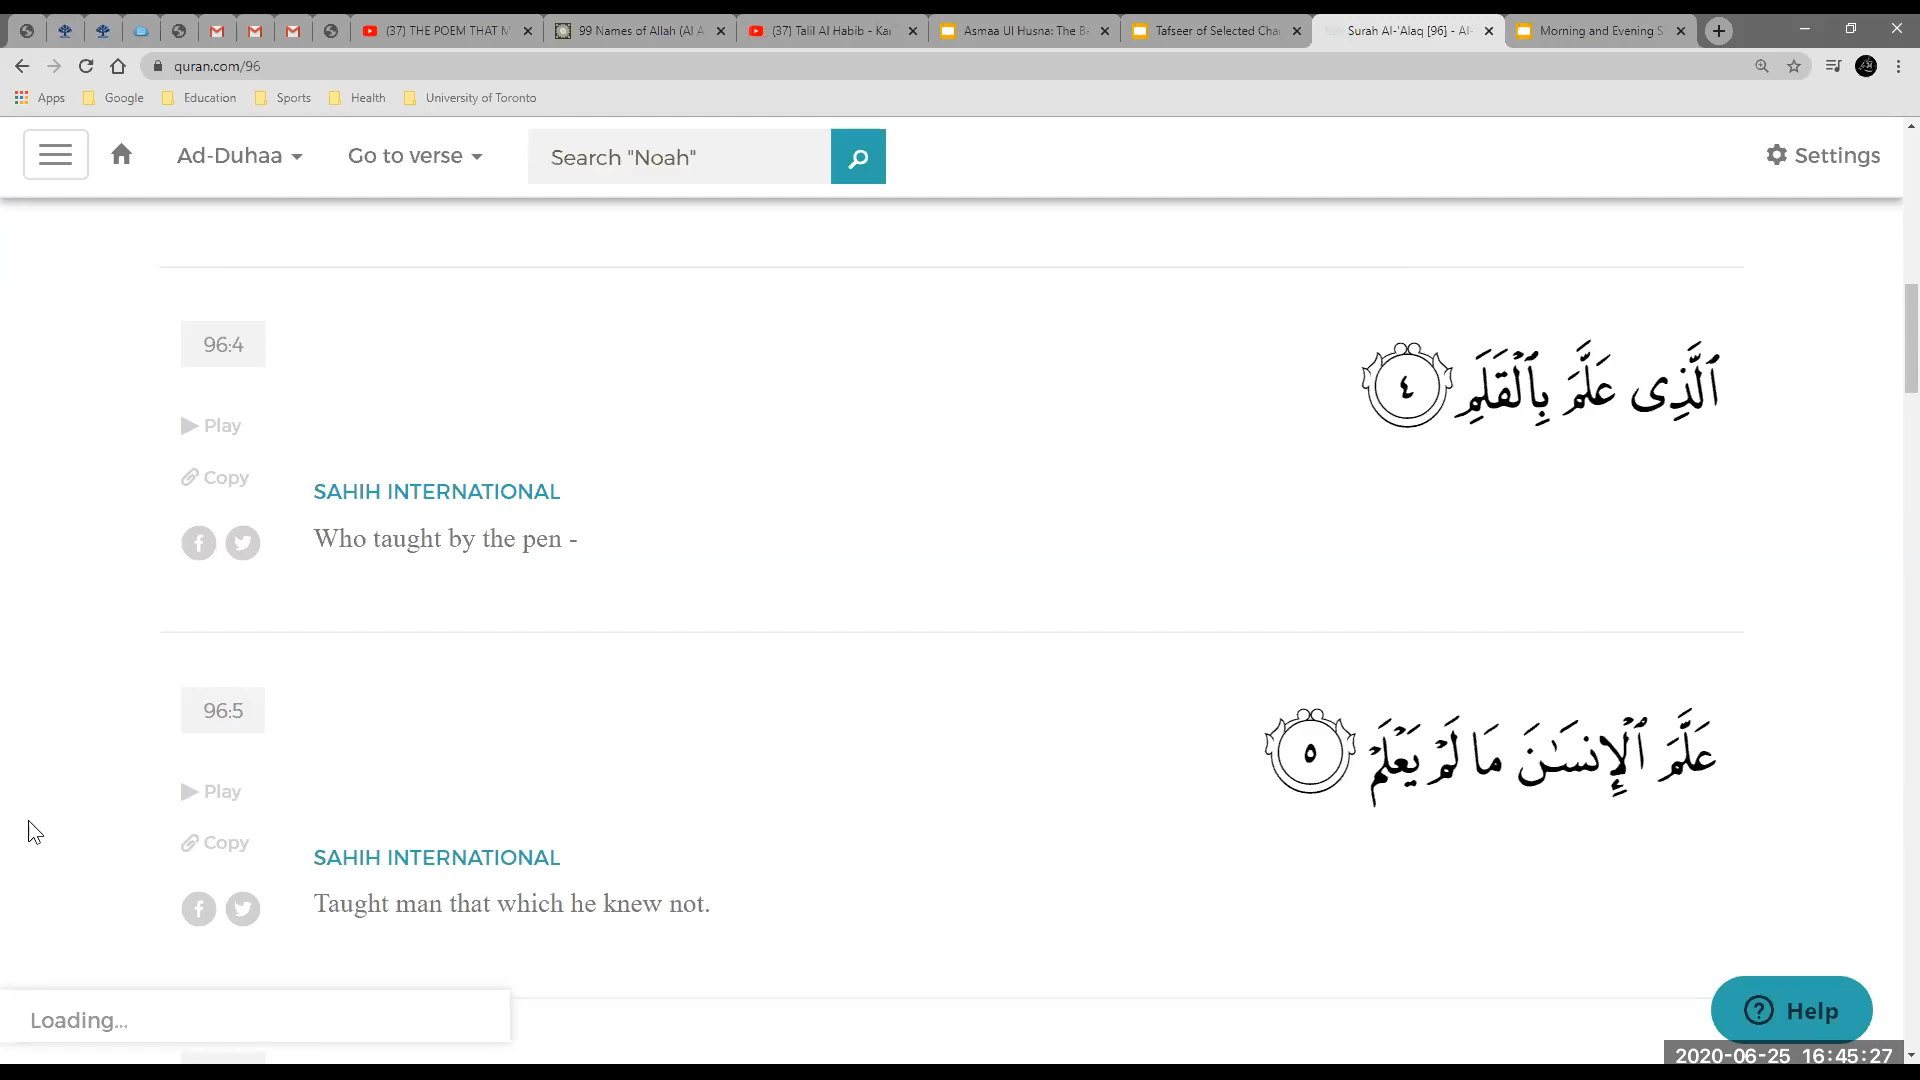 (37) THE POEM THAT M
99 Names of Allah (Al A
(37) Talil Al Habib - Kar
Asmaa Ul Husna: The B
Tafseer of Selected Cha
Surah Al-'Alaq [96] - Al-
Morning and Evening S
quran.com/96
Apps
Google
Education
Sports
Health
University of Toronto
Ad-Duhaa
Go to verse
Search "Noah"
Settings
96:4
ٱلَّذِى عَلَّمَ بِٱلْقَلَمِ ٤
Play
Copy
SAHIH INTERNATIONAL
Who taught by the pen -
96:5
عَلَّمَ ٱلْإِنسَـٰنَ مَا لَمْ يَعْلَمْ ٥
Play
Copy
SAHIH INTERNATIONAL
Taught man that which he knew not.
Loading...
Help
2020-06-25 16:45:27